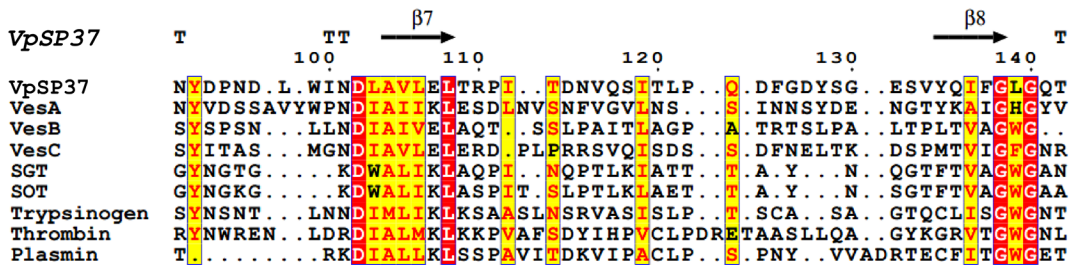 β7 β8
VpSP37 T TT T
100 110 120 130 140
VpSP37 NYDPND.L.WINDLAVLELTRPI..TDNVQSITLP..Q.DFGDYSG..ESVYQIFGLGQT
VesA NYVDSSAVYWPNDIAIIKLESDLNVSNFVGVLNS...S.INNSYDE..NGTYKAIGHGYV
VesB SYSPSN...LLNDIAIVELAQT..SSLPAITLAGP..A.TRTSLPA..LTPLTVAGWG..
VesC SYITAS...MGNDIAVLELERD.PLPRRSVQISDS..S.DFNELTK..DSPMTVIGFGNR
SGT GYNGTG.....KDWALIKLAQPI..NQPTLKIATT..T.A.Y...N..QGTFTVAGWGAN
SOT GYNGKG.....KDWALIKLASPIT.SLPTLKLAET..T.A.Y...S..QGTFTVAGWGAA
Trypsinogen SYNSNT...LNNDIMLIKLKSAASLNSRVASISLP..T.SCA..SA..GTQCLISGWGNT
Thrombin RYNWREN..LDRDIALMKLKKPVAFSDYIHPVCLPDRETAASLLQA..GYKGRVTGWGNL
Plasmin T.........RKDIALLKLSSPAVITDKVIPACLP..S.PNY..VVADRTECFITGWGET